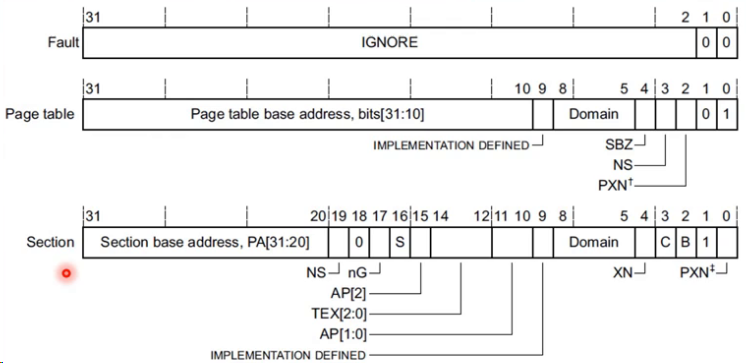 31 2 1 0
Fault IGNORE 0 0
31 10 9 8 5 4 3 2 1 0
Page table Page table base address, bits[31:10] Domain 0 1
IMPLEMENTATION DEFINED SBZ
NS
PXN†
31 20 19 18 17 16 15 14 12 11 10 9 8 5 4 3 2 1 0
Section Section base address, PA[31:20] 0 S Domain C B 1
NS nG XN PXN‡
AP[2]
TEX[2:0]
AP[1:0]
IMPLEMENTATION DEFINED